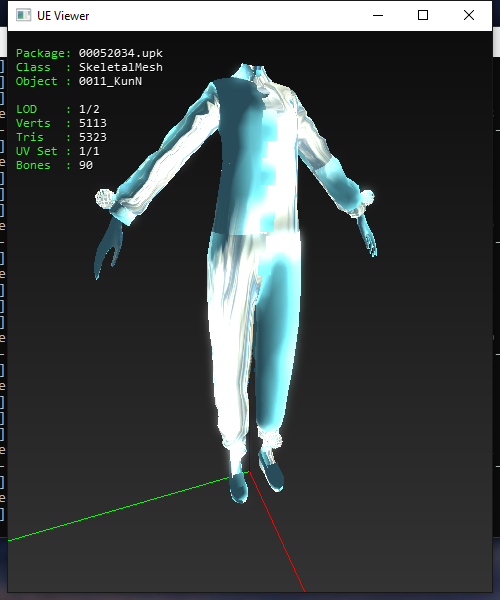 UE Viewer
Package: 00052034.upk
Class  : SkeletalMesh
Object : 0011_KunN
LOD    : 1/2
Verts  : 5113
Tris   : 5323
UV Set : 1/1
Bones  : 90